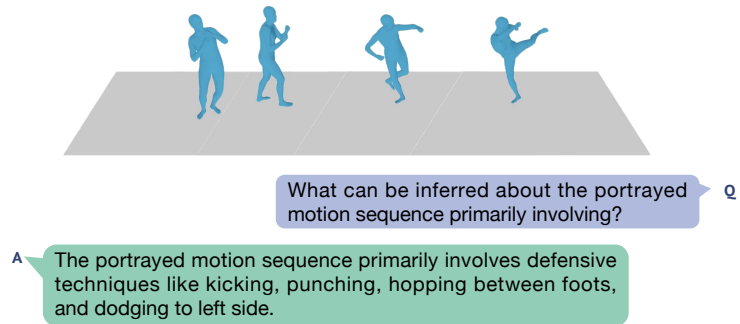 What can be inferred about the portrayed
motion sequence primarily involving?
Q
A
The portrayed motion sequence primarily involves defensive
techniques like kicking, punching, hopping between foots,
and dodging to left side.